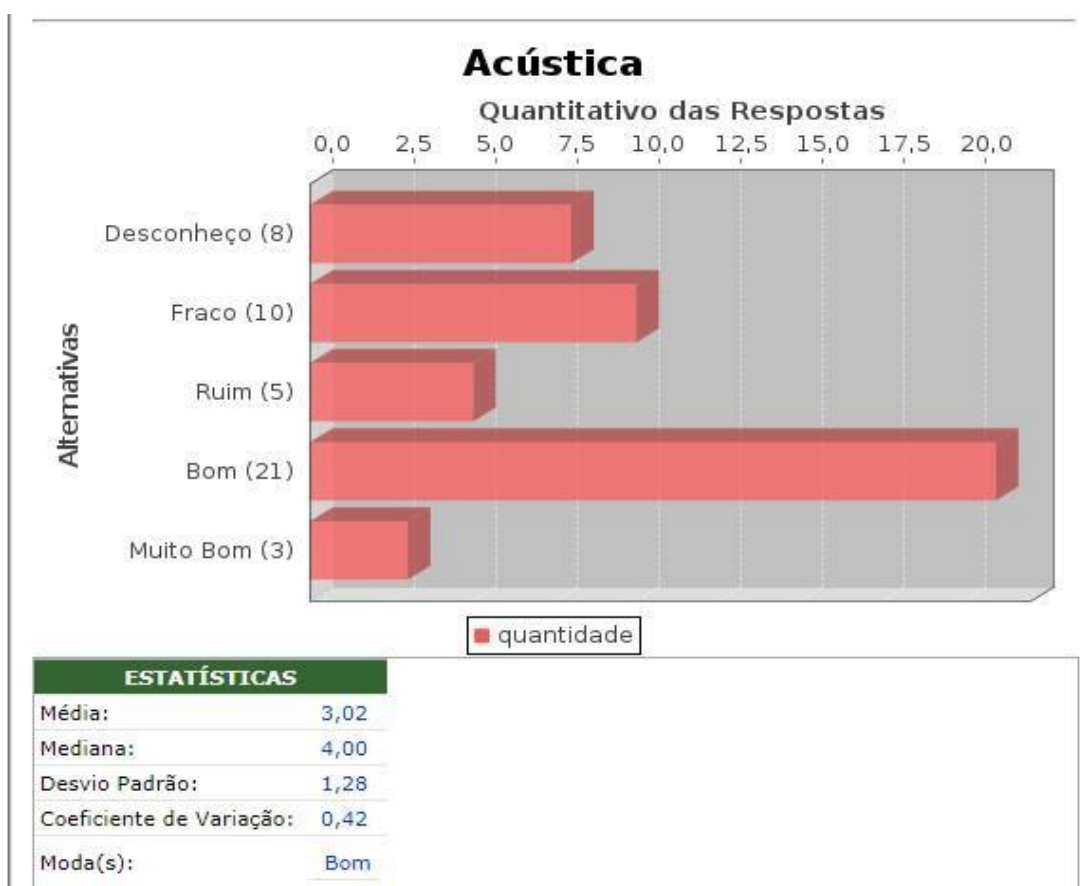 Acústica
Quantitativo das Respostas
0,0 2,5 5,0 7,5 10,0 12,5 15,0 17,5 20,0
Alternativas
Desconheço (8)
Fraco (10)
Ruim (5)
Bom (21)
Muito Bom (3)
quantidade
ESTATÍSTICAS
Média: 3,02
Mediana: 4,00
Desvio Padrão: 1,28
Coeficiente de Variação: 0,42
Moda(s): Bom